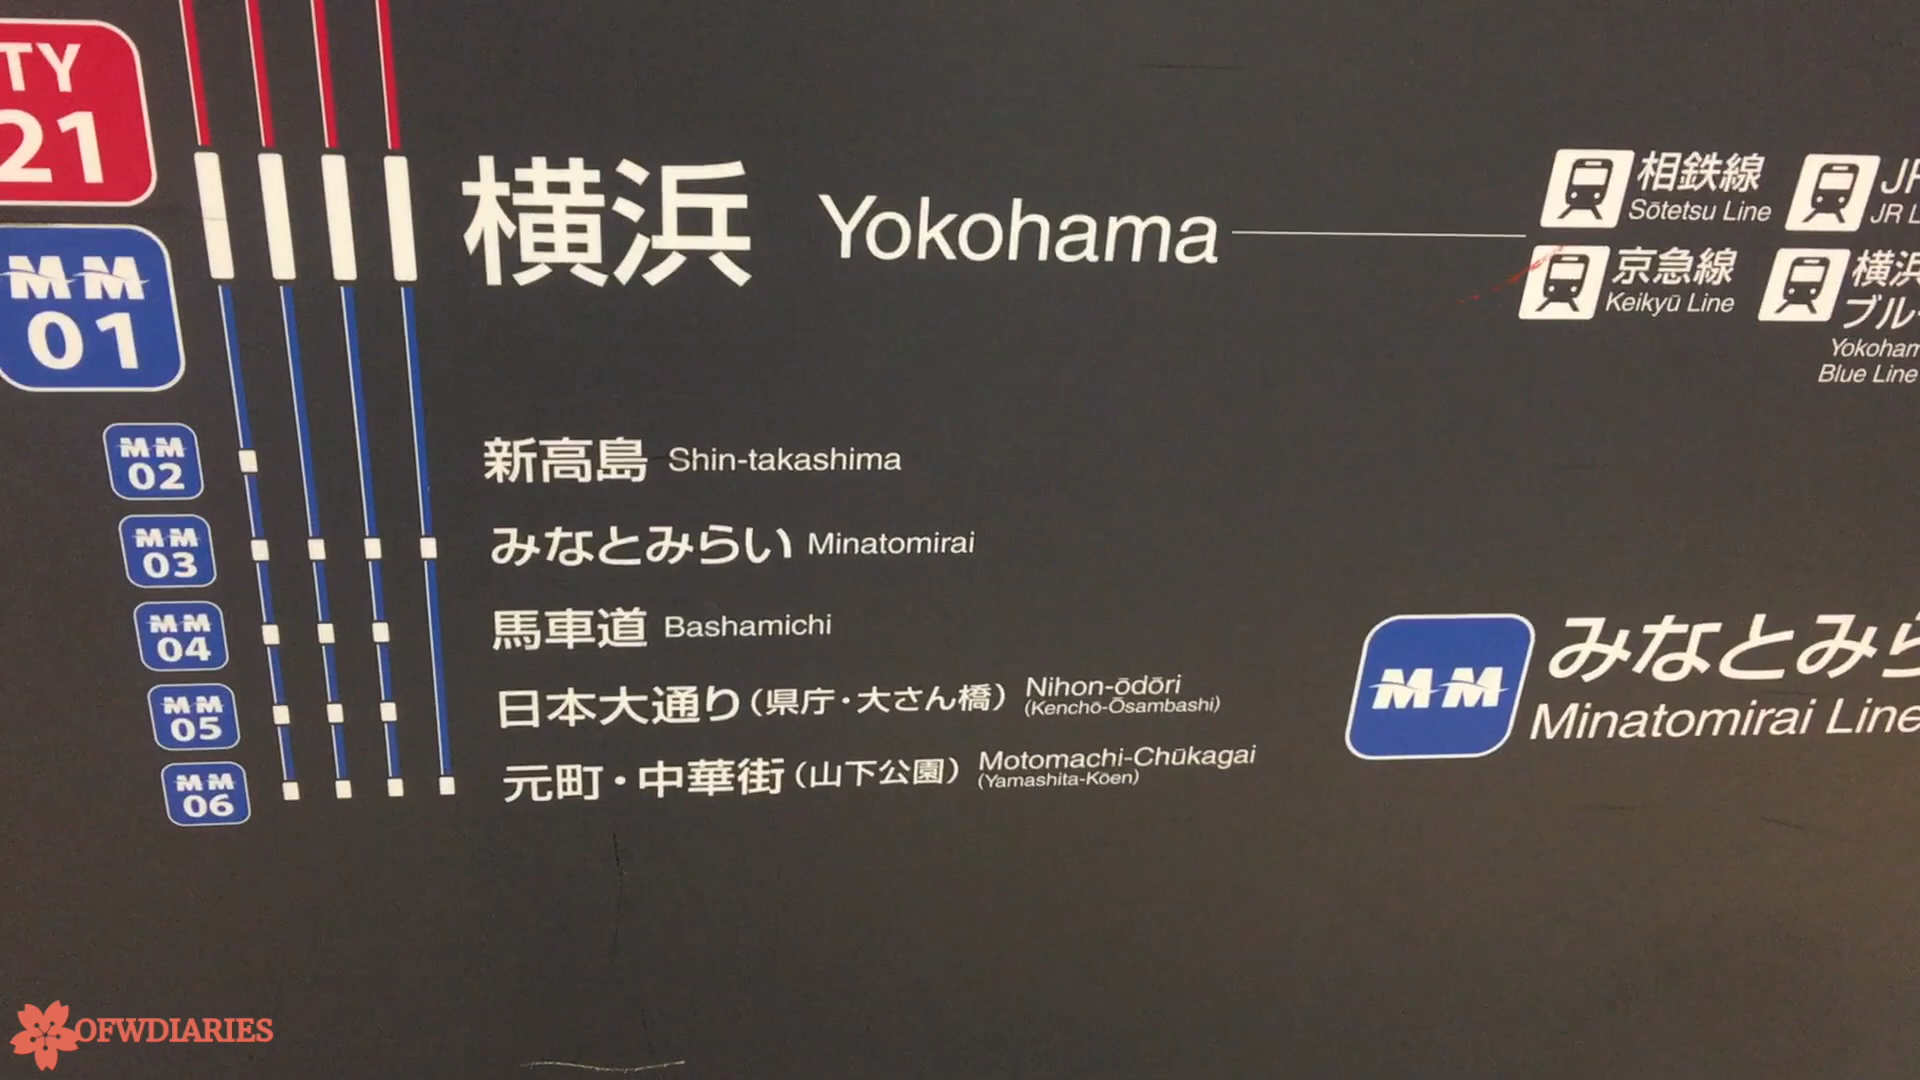 TY
21
MM
01
横浜 Yokohama
相鉄線
Sōtetsu Line
JR
京急線
Keikyū Line
横浜
ブル
Blue Line
MM
02
新高島 Shin-takashima
MM
03
みなとみらい Minatomirai
MM
04
馬車道 Bashamichi
MM
05
日本大通り(県庁・大さん橋) Nihon-ōdōri
(Kenchō-Ōsambashi)
MM
06
元町・中華街(山下公園) Motomachi-Chūkagai
(Yamashita-Kōen)
MM
みなとみら
Minatomirai Line
OFWDIARIES